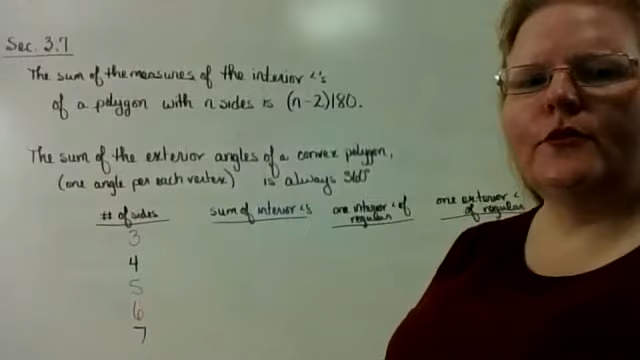 Sec. 3.7
The sum of the measures of the interior <'s
of a polygon with n sides is (n-2)180.
The sum of the exterior angles of a convex polygon,
(one angle per each vertex) is always 360°
# of sides sum of interior <'s one interior < of regular one exterior < of regular
3
4
5
6
7